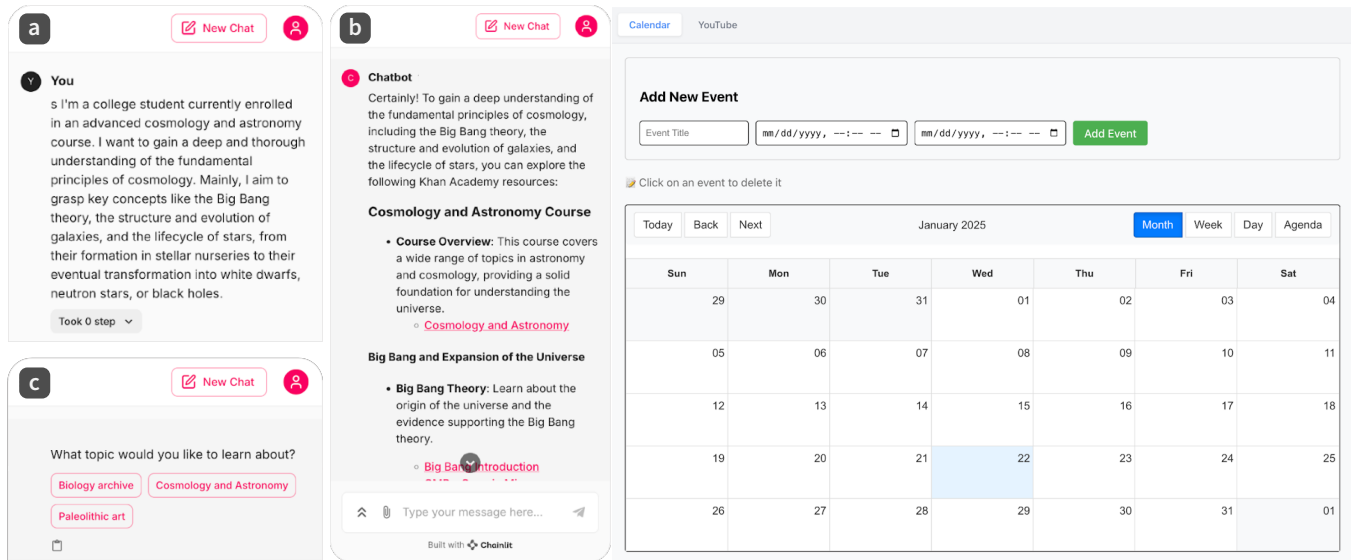 a
New Chat
Y
You
s I'm a college student currently enrolled
in an advanced cosmology and astronomy
course. I want to gain a deep and thorough
understanding of the fundamental
principles of cosmology. Mainly, I aim to
grasp key concepts like the Big Bang
theory, the structure and evolution of
galaxies, and the lifecycle of stars, from
their formation in stellar nurseries to their
eventual transformation into white dwarfs,
neutron stars, or black holes.
Took 0 step
c
New Chat
What topic would you like to learn about?
Biology archive
Cosmology and Astronomy
Paleolithic art
b
New Chat
C
Chatbot
Certainly! To gain a deep understanding of
the fundamental principles of cosmology,
including the Big Bang theory, the
structure and evolution of galaxies, and
the lifecycle of stars, you can explore the
following Khan Academy resources:
Cosmology and Astronomy Course
• Course Overview: This course covers
a wide range of topics in astronomy
and cosmology, providing a solid
foundation for understanding the
universe.
◦ Cosmology and Astronomy
Big Bang and Expansion of the Universe
• Big Bang Theory: Learn about the
origin of the universe and the
evidence supporting the Big Bang
theory.
◦ Big Bang Introduction
Type your message here...
Built with Chainlit
Calendar YouTube
Add New Event
Event Title mm/dd/yyyy, --:-- -- mm/dd/yyyy, --:-- -- Add Event
Click on an event to delete it
Today Back Next January 2025 Month Week Day Agenda
Sun Mon Tue Wed Thu Fri Sat
29 30 31 01 02 03 04
05 06 07 08 09 10 11
12 13 14 15 16 17 18
19 20 21 22 23 24 25
26 27 28 29 30 31 01